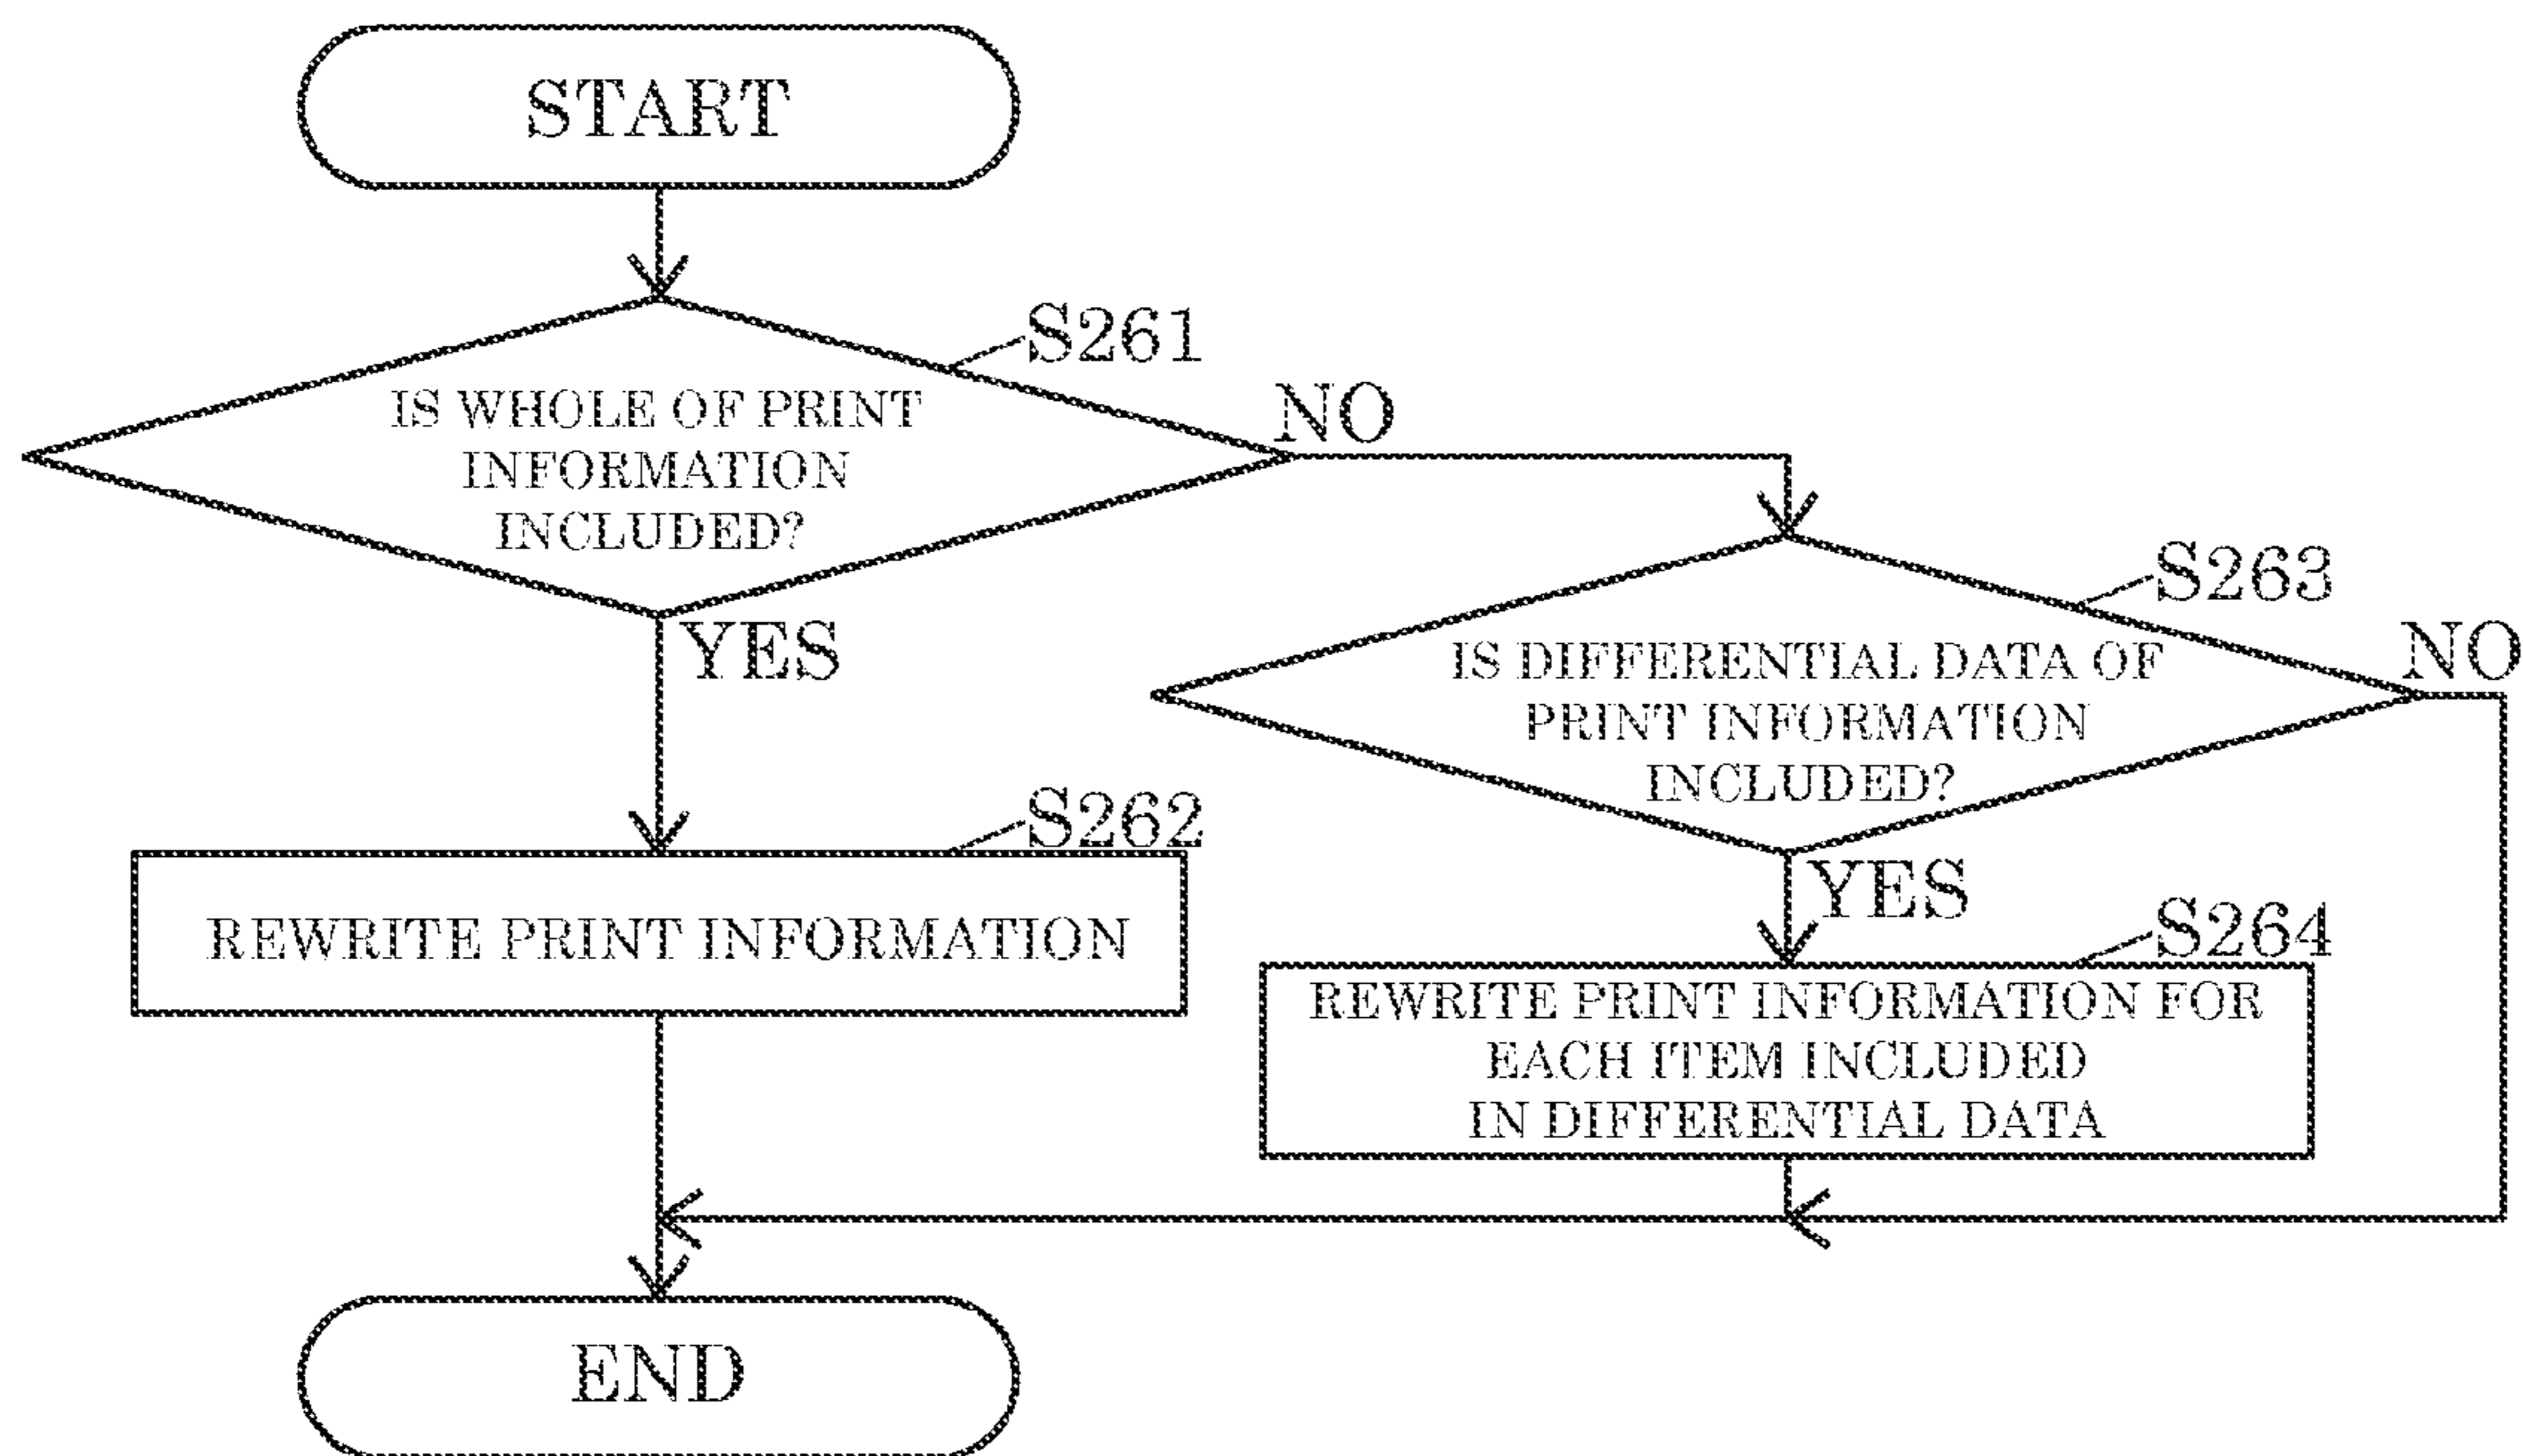 START
S261
IS WHOLE OF PRINT
INFORMATION
INCLUDED?
NO
YES
S263
IS DIFFERENTIAL DATA OF
PRINT INFORMATION
INCLUDED?
NO
YES
S262
REWRITE PRINT INFORMATION
S264
REWRITE PRINT INFORMATION FOR
EACH ITEM INCLUDED
IN DIFFERENTIAL DATA
END